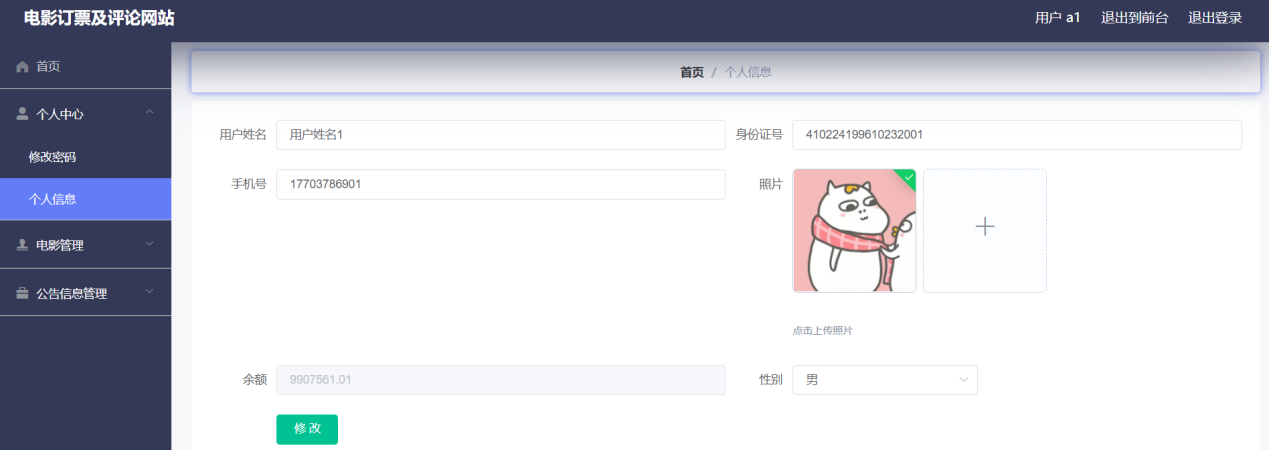 电影订票及评论网站
用户 a1 退出到前台 退出登录
首页
首页 / 个人信息
个人中心
修改密码
个人信息
电影管理
公告信息管理
用户姓名 用户姓名1
身份证号 410224199610232001
手机号 17703786901
照片
点击上传照片
余额 9907561.01
性别 男
修 改